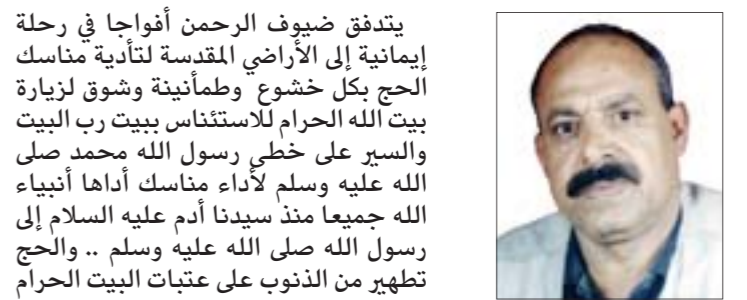 يتدفق ضيوف الرحمن أفواجا في رحلة
إيمانية إلى الأراضي المقدسة لتأدية مناسك
الحج بكل خشوع وطمأنينة وشوق لزيارة
بيت الله الحرام للاستئناس ببيت رب البيت
والسير على خطى رسول الله محمد صلى
الله عليه وسلم لأداء مناسك أداها أنبياء
الله جميعا منذ سيدنا أدم عليه السلام إلى
رسول الله صلى الله عليه وسلم .. والحج
تطهير من الذنوب على عتبات البيت الحرام